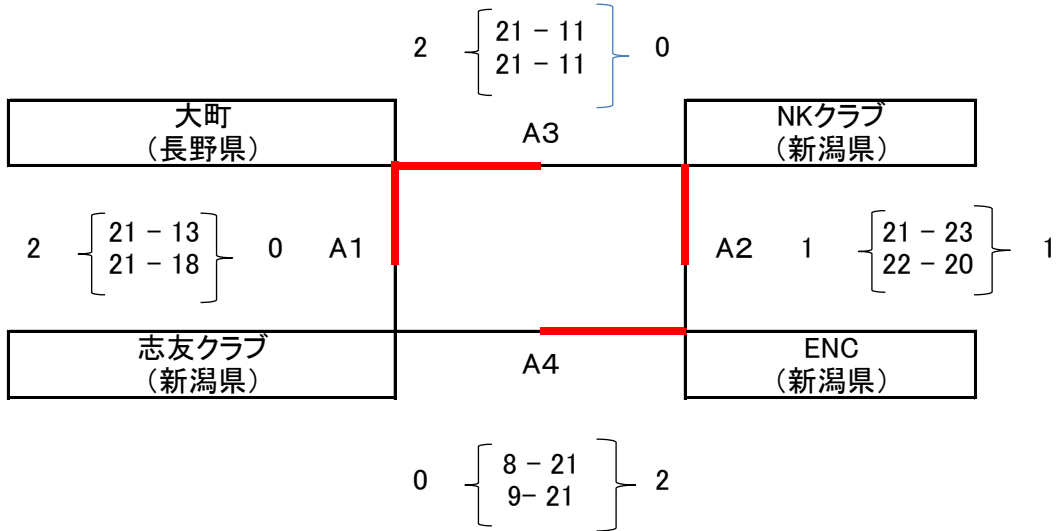 2 21 － 11 0
21 － 11
大町
（長野県）
A3
NKクラブ
（新潟県）
2 21 － 13 0 A1
21 － 18
A2 1 21 － 23 1
22 － 20
志友クラブ
（新潟県）
A4
ENC
（新潟県）
0 8 － 21 2
9－ 21